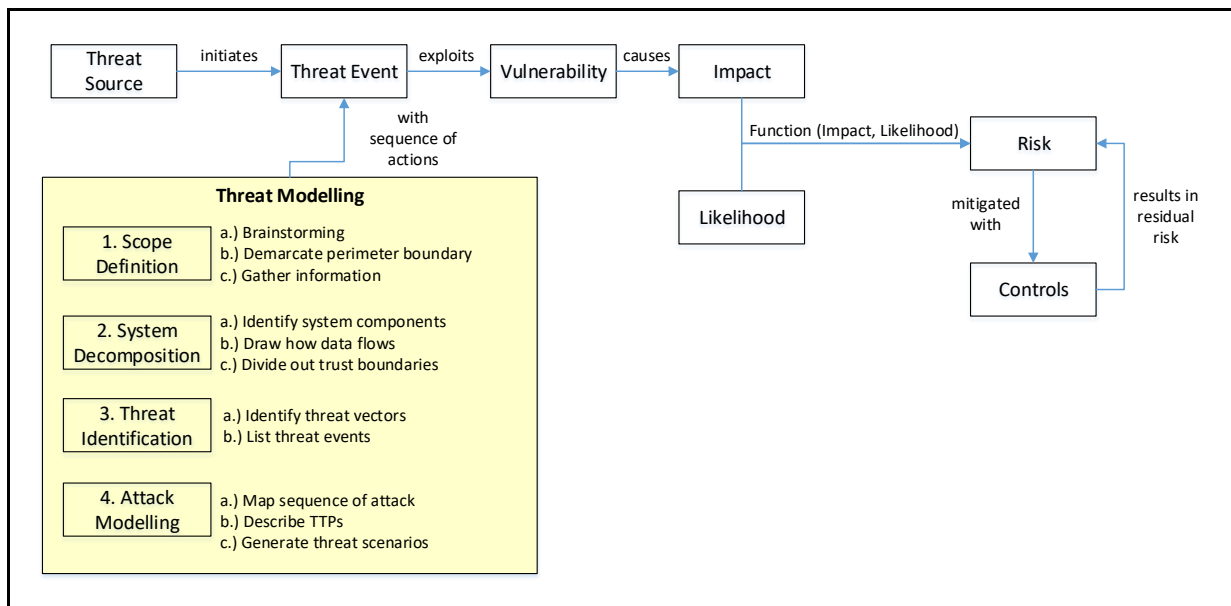 Threat
Source
initiates
Threat Event
exploits
Vulnerability
causes
Impact
with
sequence of
actions
Function (Impact, Likelihood)
Risk
Likelihood
mitigated
with
results in
residual
risk
Controls
Threat Modelling
1. Scope
Definition
a.) Brainstorming
b.) Demarcate perimeter boundary
c.) Gather information
2. System
Decomposition
a.) Identify system components
b.) Draw how data flows
c.) Divide out trust boundaries
3. Threat
Identification
a.) Identify threat vectors
b.) List threat events
4. Attack
Modelling
a.) Map sequence of attack
b.) Describe TTPs
c.) Generate threat scenarios